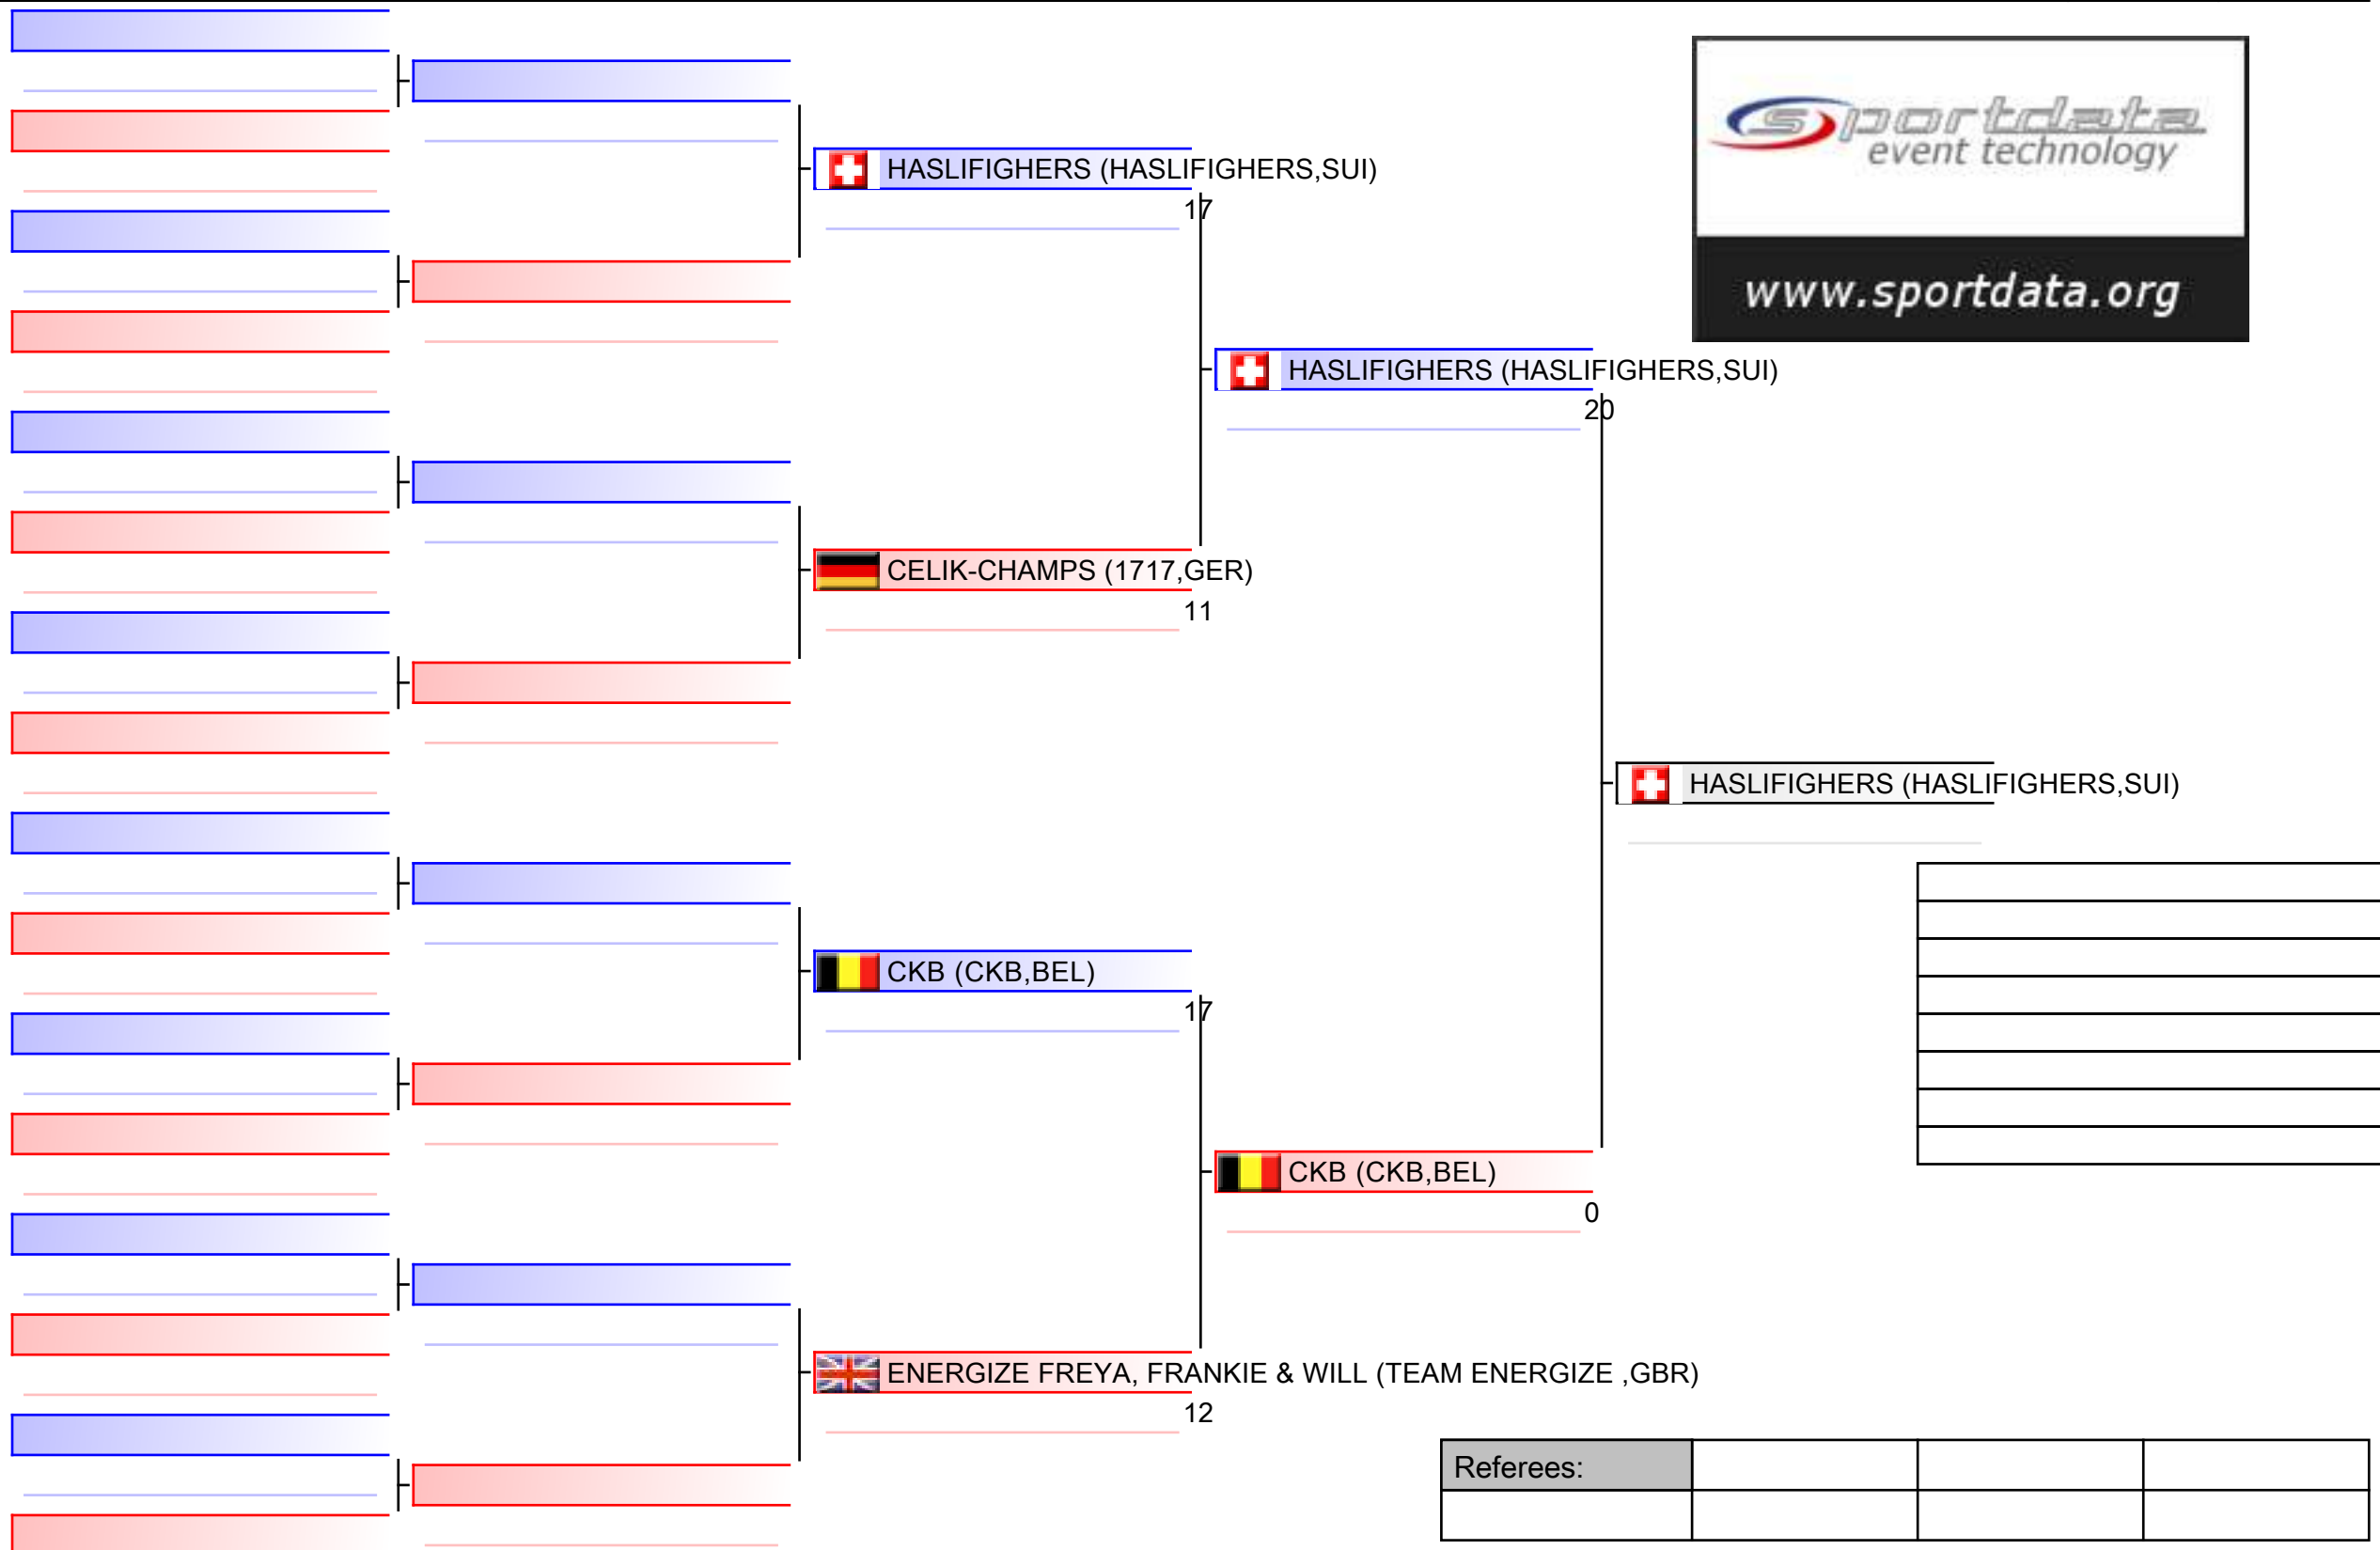 sportdata
event technology
www.sportdata.org
HASLIFIGHERS (HASLIFIGHERS,SUI)
17
HASLIFIGHERS (HASLIFIGHERS,SUI)
20
CELIK-CHAMPS (1717,GER)
11
HASLIFIGHERS (HASLIFIGHERS,SUI)
CKB (CKB,BEL)
17
CKB (CKB,BEL)
0
ENERGIZE FREYA, FRANKIE & WILL (TEAM ENERGIZE ,GBR)
12
Referees: